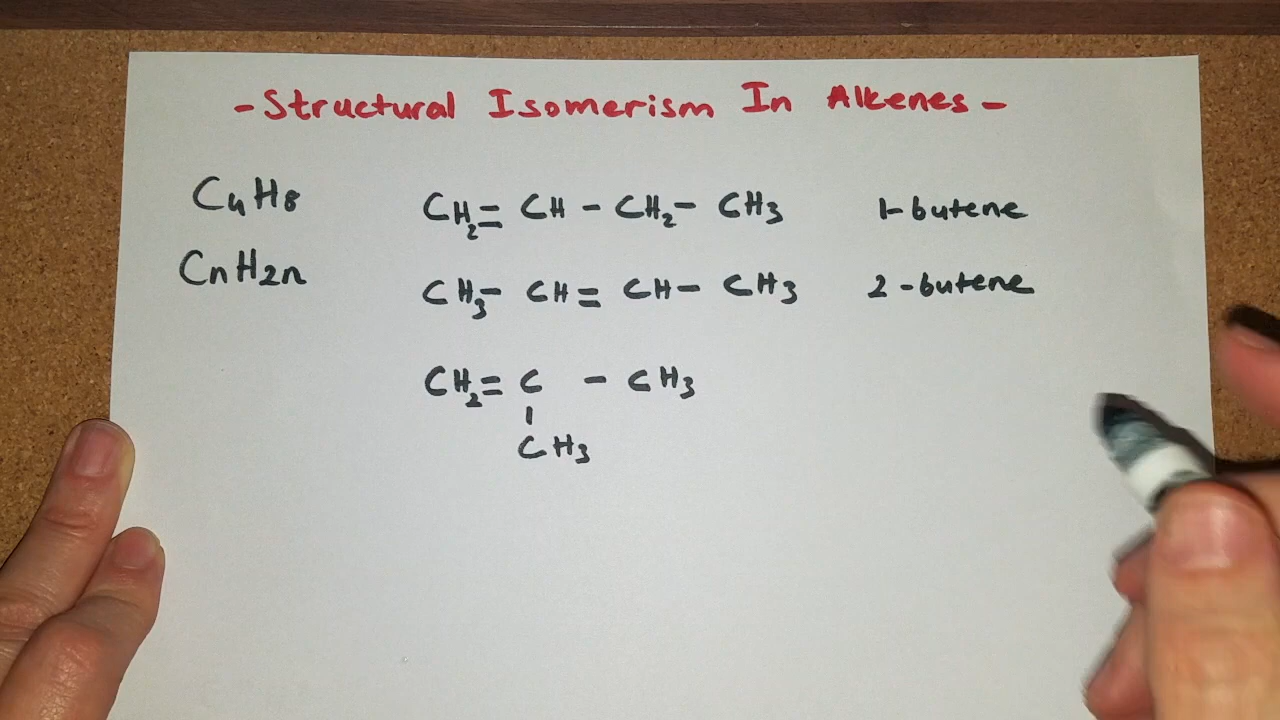 - Structural Isomerism In Alkenes -
C4H8
CH2 = CH - CH2 - CH3 1-butene
CnH2n
CH3 - CH = CH - CH3 2-butene
CH2 = C - CH3
CH3